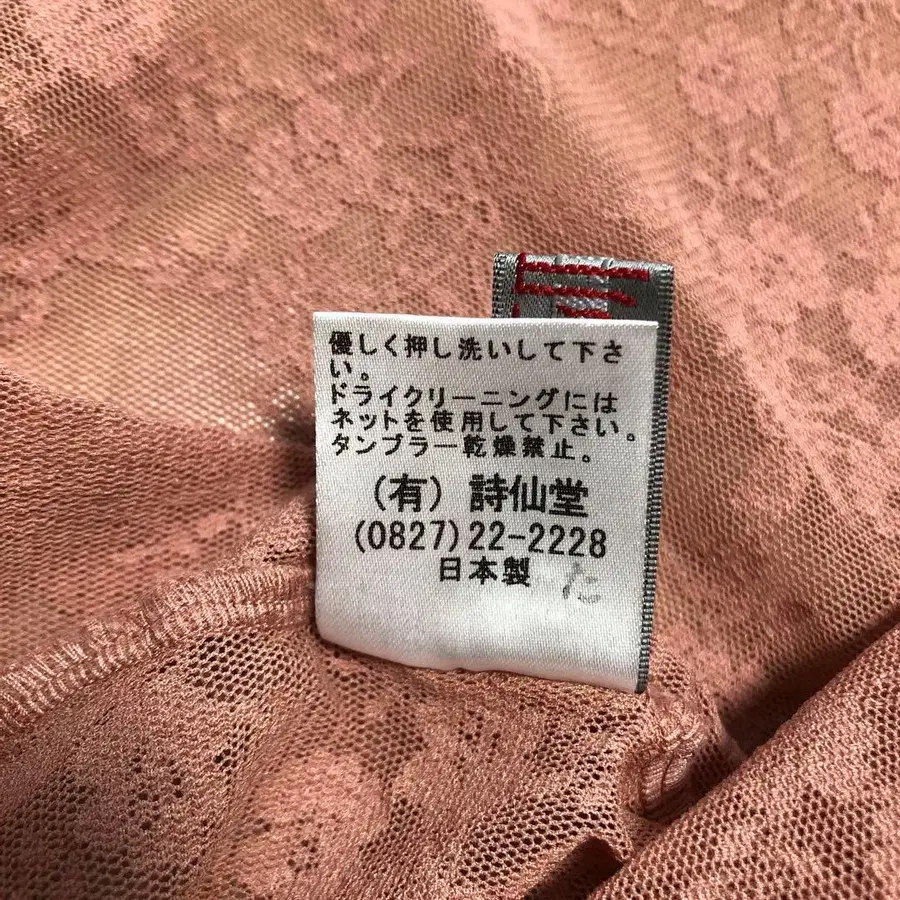 優しく押し洗いして下さ
い。
ドライクリーニングには
ネットを使用して下さい。
タンブラー乾燥禁止。
(有) 詩仙堂
(0827)22-2228
日本製